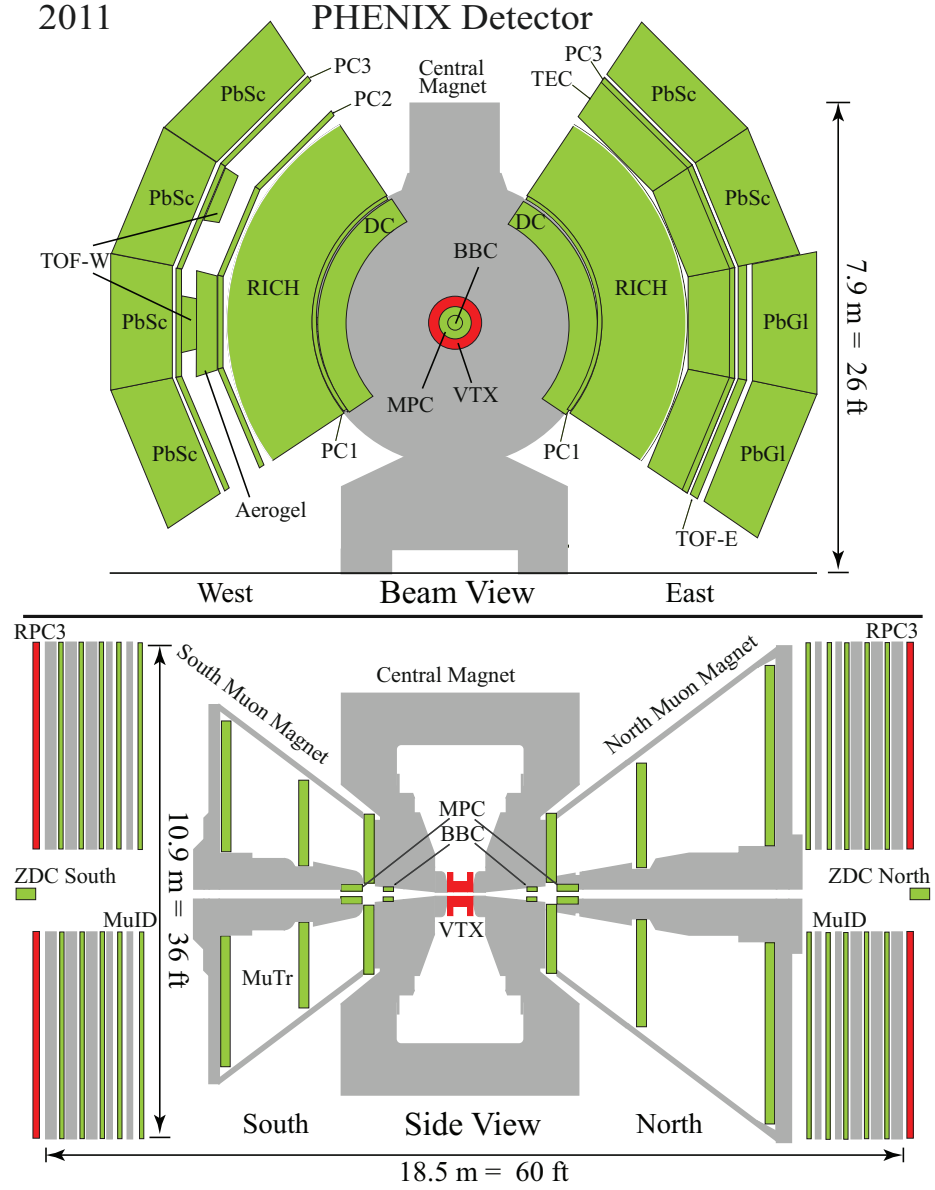 2011 PHENIX Detector
Central
Magnet
PC3
PC2
PbSc
PbSc
TOF-W
PbSc
PbSc
RICH
DC
Aerogel
PC1
BBC
MPC
VTX
PC3
TEC
PbSc
PbSc
DC
RICH
PbGl
PbGl
PC1
TOF-E
7.9 m = 26 ft
West Beam View East
RPC3
South Muon Magnet
Central Magnet
North Muon Magnet
RPC3
MPC
BBC
ZDC South
ZDC North
MuID
VTX
MuID
MuTr
10.9 m = 36 ft
South Side View North
18.5 m = 60 ft